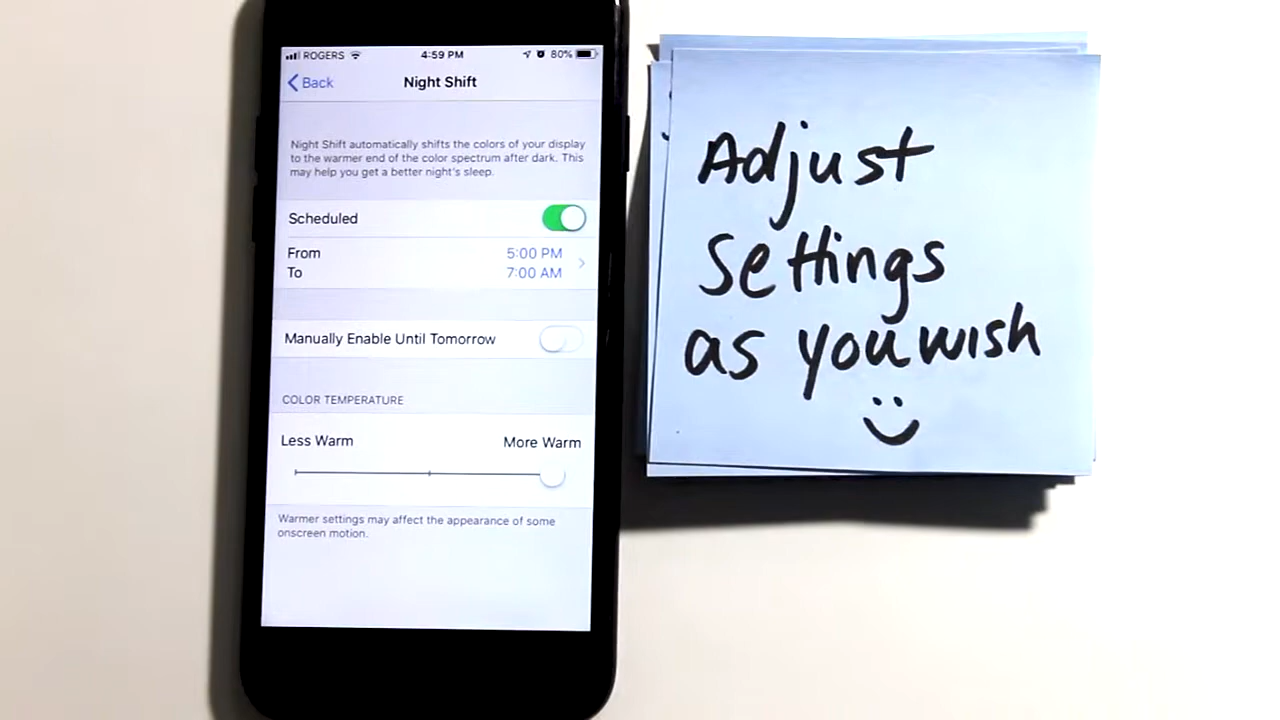 ROGERS 4:59 PM 80%
Back Night Shift
Night Shift automatically shifts the colors of your display
to the warmer end of the color spectrum after dark. This
may help you get a better night's sleep.
Scheduled
From 5:00 PM
To 7:00 AM
Manually Enable Until Tomorrow
COLOR TEMPERATURE
Less Warm More Warm
Warmer settings may affect the appearance of some
onscreen motion.
Adjust
Settings
as you wish